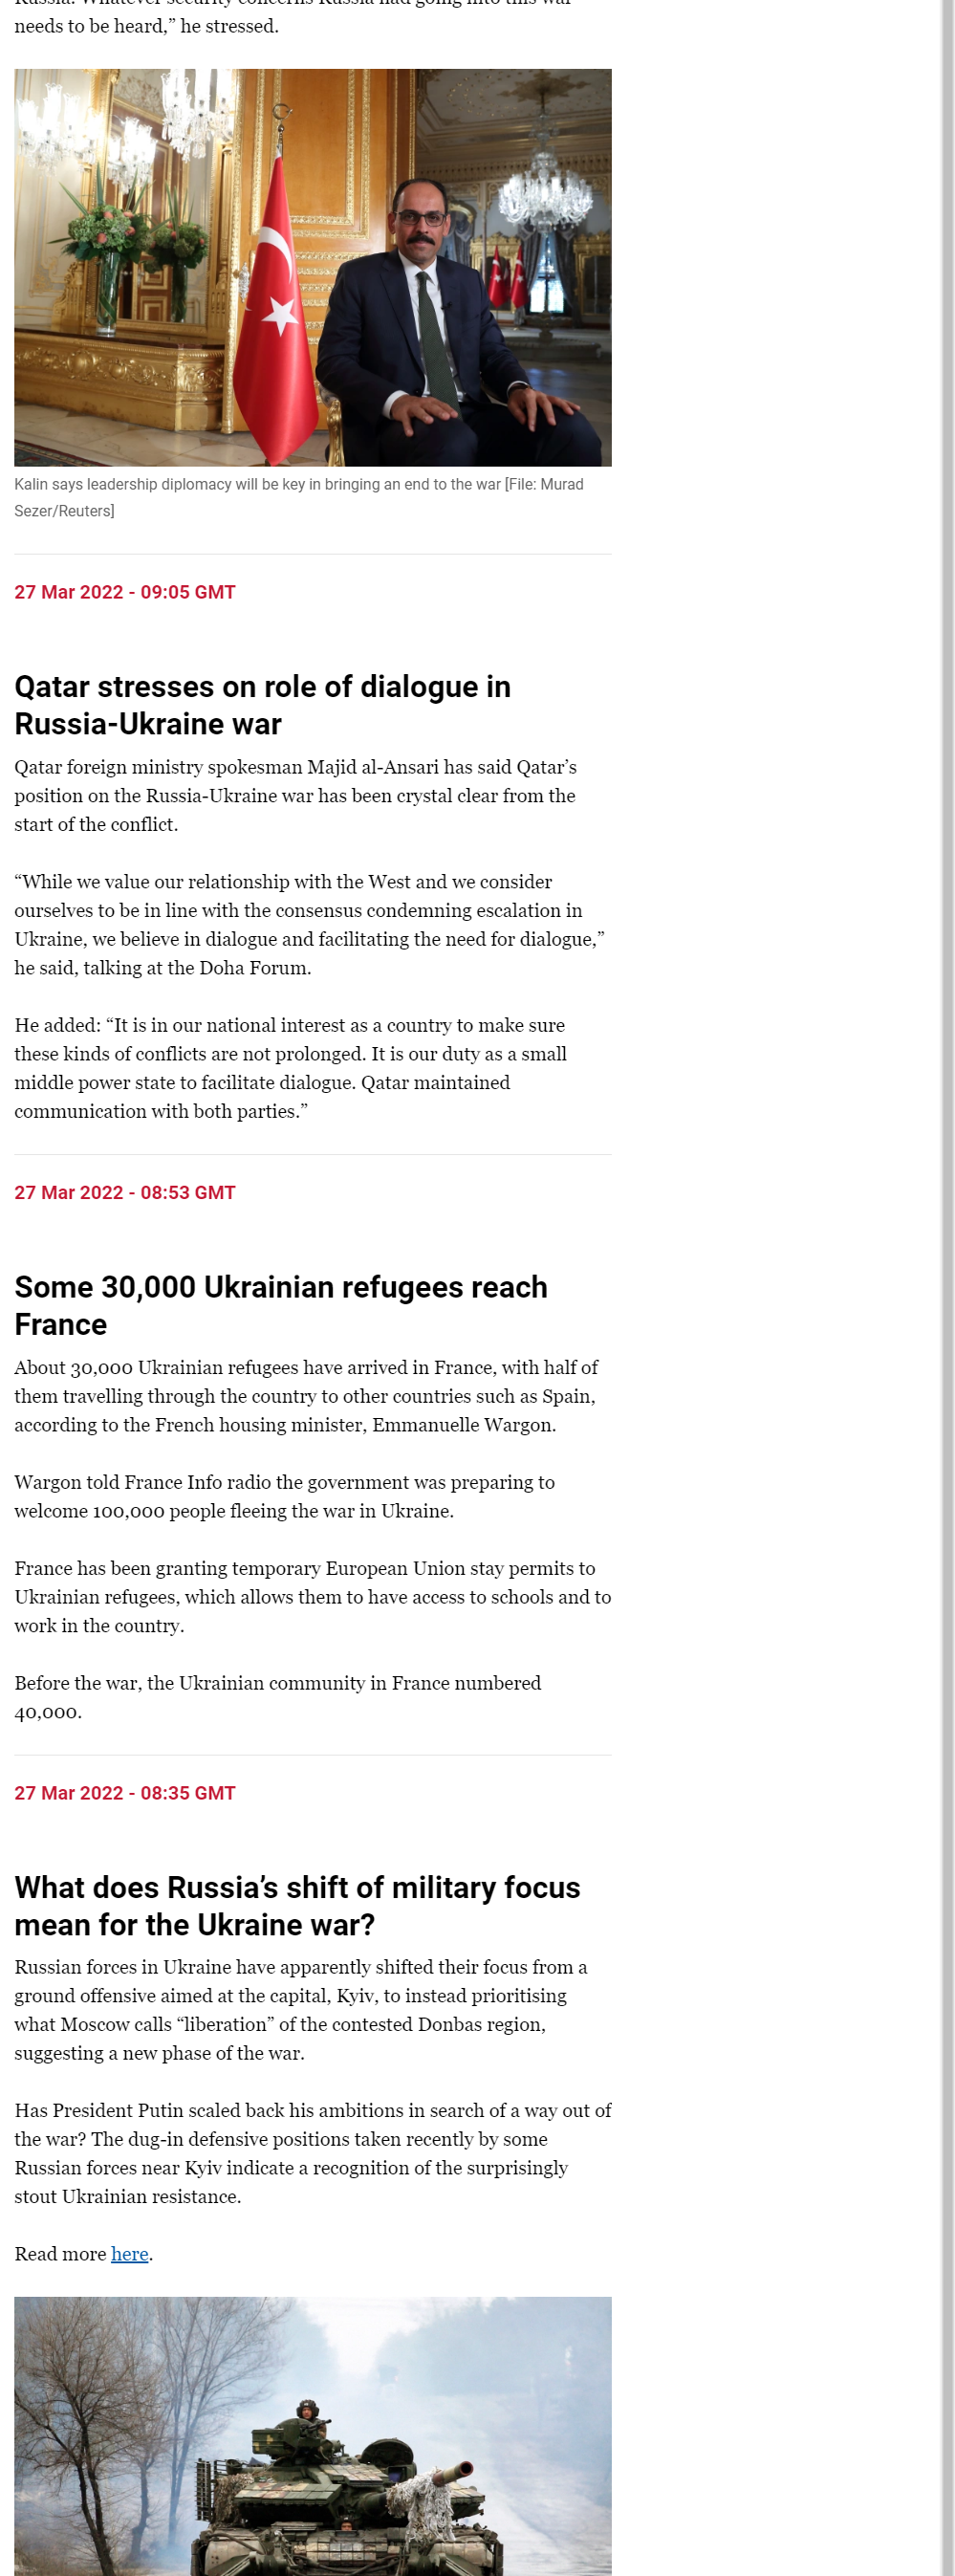 Russia. Whatever security concerns Russia had going into this war
needs to be heard,” he stressed.
Kalin says leadership diplomacy will be key in bringing an end to the war [File: Murad
Sezer/Reuters]
27 Mar 2022 - 09:05 GMT
Qatar stresses on role of dialogue in
Russia-Ukraine war
Qatar foreign ministry spokesman Majid al-Ansari has said Qatar’s
position on the Russia-Ukraine war has been crystal clear from the
start of the conflict.
“While we value our relationship with the West and we consider
ourselves to be in line with the consensus condemning escalation in
Ukraine, we believe in dialogue and facilitating the need for dialogue,”
he said, talking at the Doha Forum.
He added: “It is in our national interest as a country to make sure
these kinds of conflicts are not prolonged. It is our duty as a small
middle power state to facilitate dialogue. Qatar maintained
communication with both parties.”
27 Mar 2022 - 08:53 GMT
Some 30,000 Ukrainian refugees reach
France
About 30,000 Ukrainian refugees have arrived in France, with half of
them travelling through the country to other countries such as Spain,
according to the French housing minister, Emmanuelle Wargon.
Wargon told France Info radio the government was preparing to
welcome 100,000 people fleeing the war in Ukraine.
France has been granting temporary European Union stay permits to
Ukrainian refugees, which allows them to have access to schools and to
work in the country.
Before the war, the Ukrainian community in France numbered
40,000.
27 Mar 2022 - 08:35 GMT
What does Russia’s shift of military focus
mean for the Ukraine war?
Russian forces in Ukraine have apparently shifted their focus from a
ground offensive aimed at the capital, Kyiv, to instead prioritising
what Moscow calls “liberation” of the contested Donbas region,
suggesting a new phase of the war.
Has President Putin scaled back his ambitions in search of a way out of
the war? The dug-in defensive positions taken recently by some
Russian forces near Kyiv indicate a recognition of the surprisingly
stout Ukrainian resistance.
Read more here.